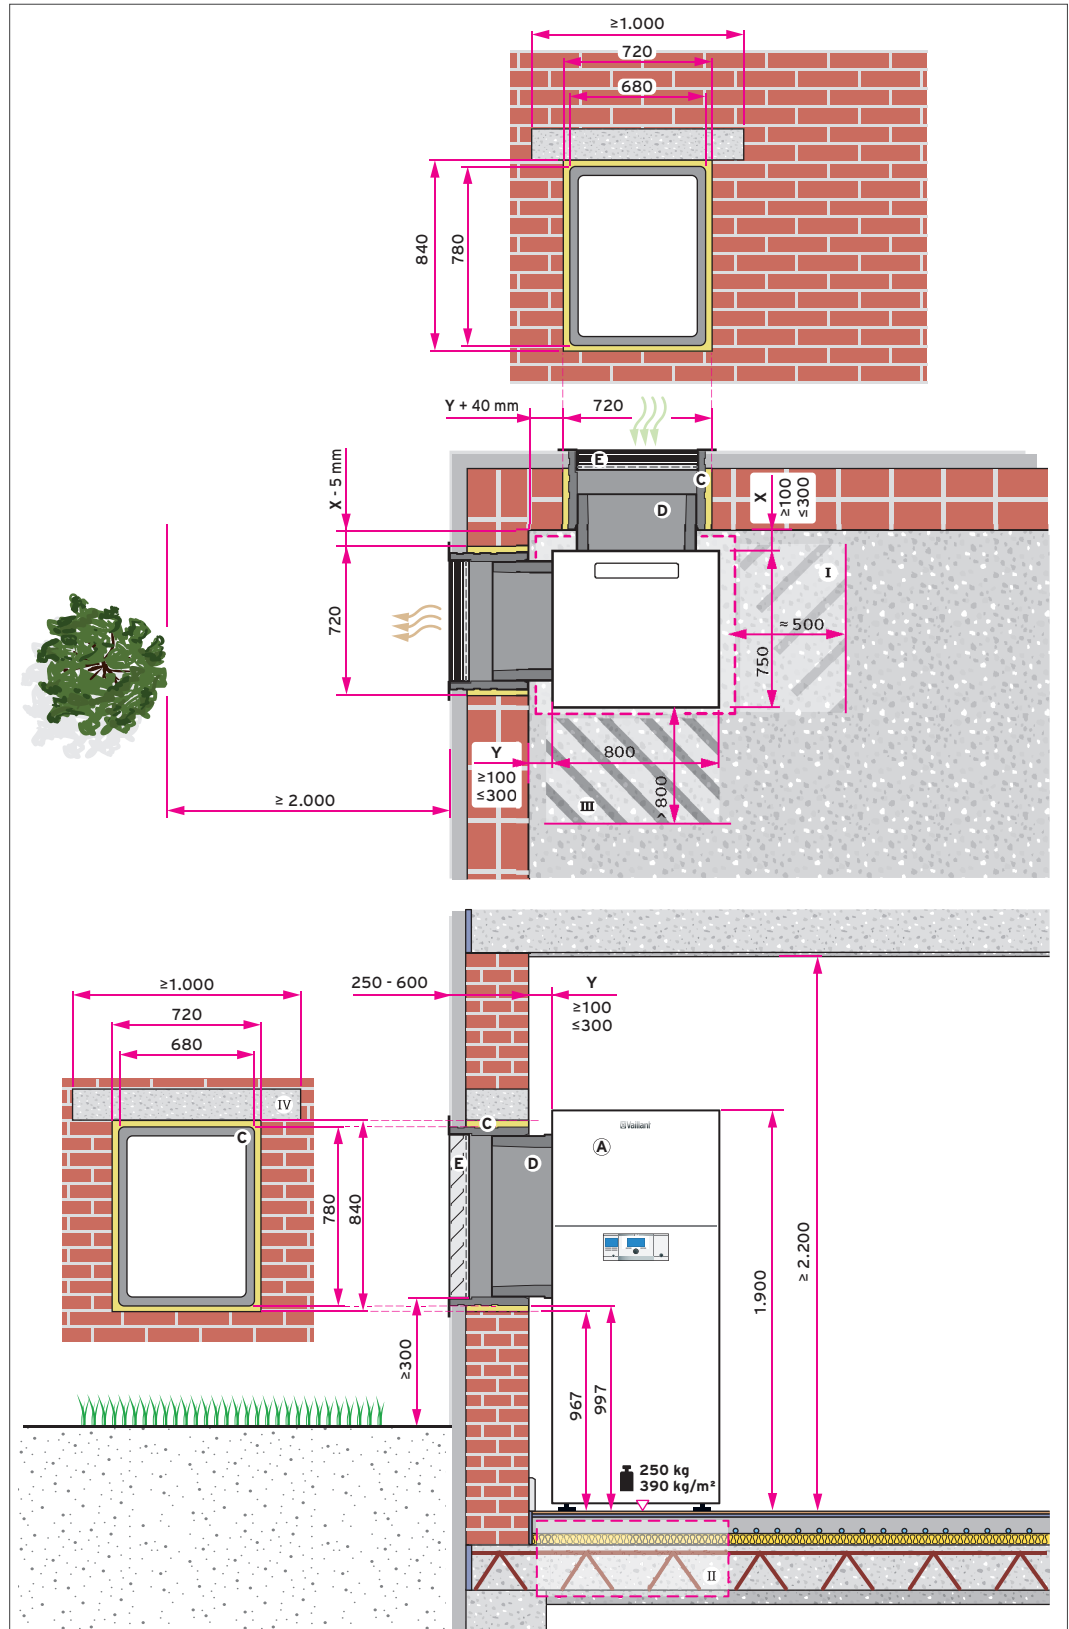 ≥1.000
720
680
840
780
Y + 40 mm
720
E
C
D
X - 5 mm
X
≥100
≤300
I
≈ 500
720
750
Y
≥100
≤300
800
> 800
III
≥ 2.000
250 - 600
Y
≥100
≤300
≥1.000
720
680
IV
C
780
840
C
E
D
Vaillant
A
≥300
967
997
1.900
≥ 2.200
250 kg
390 kg/m²
II